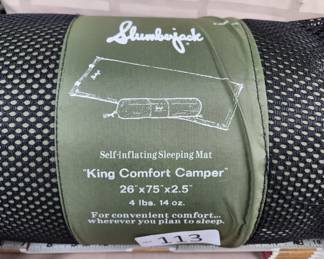 Slumberjack
Self-inflating Sleeping Mat
"King Comfort Camper"
26"x75"x2.5"
4 lbs. 14 oz.
For convenient comfort...
wherever you plan to sleep.
113